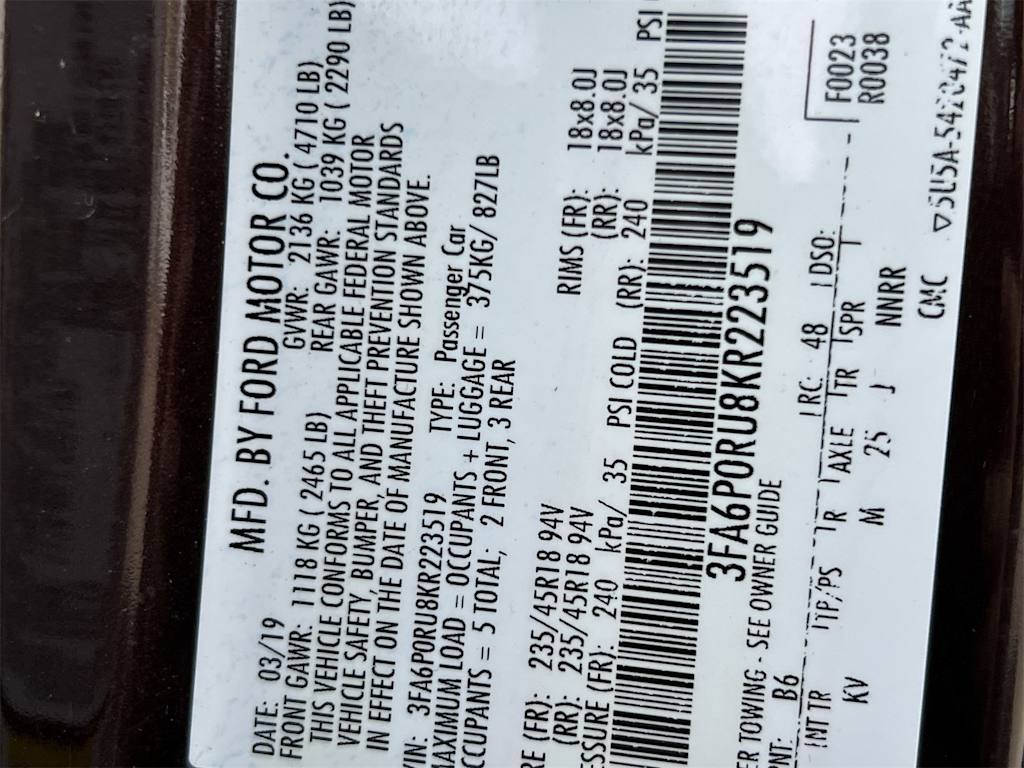 MFD. BY FORD MOTOR CO.
DATE: 03/19 GVWR: 2136 KG ( 4710 LB)
FRONT GAWR: 1118 KG ( 2465 LB) REAR GAWR: 1039 KG ( 2290 LB)
THIS VEHICLE CONFORMS TO ALL APPLICABLE FEDERAL MOTOR
VEHICLE SAFETY, BUMPER, AND THEFT PREVENTION STANDARDS
IN EFFECT ON THE DATE OF MANUFACTURE SHOWN ABOVE.
VIN: 3FA6P0RU8KR223519 TYPE: Passenger Car
MAXIMUM LOAD = OCCUPANTS + LUGGAGE = 375KG/ 827LB
CCUPANTS = 5 TOTAL; 2 FRONT, 3 REAR
RE (FR): 235/45R18 94V RIMS (FR): 18x8.0J
(RR): 235/45R18 94V (RR): 18x8.0J
ESSURE (FR): 240 kPa/ 35 PSI COLD (RR): 240 kPa/ 35 PSI
3FA6P0RU8KR223519
ER TOWING - SEE OWNER GUIDE
PNT: B6 RC: 48 DSO:
F0023
R0038
INT TR TP/PS R AXLE TR SPR
KV M 25 J NNRR
CMC